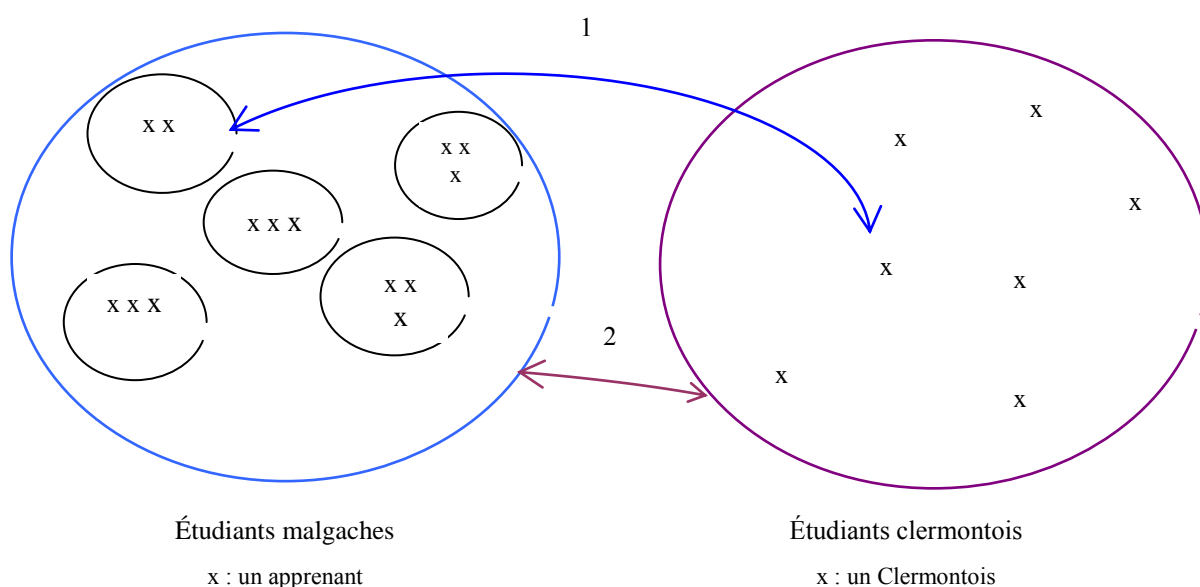 1
x x
x x
x
x x x
x x x
x x
x
x
x
x
x
x
x
x
2
Étudiants malgaches
x : un apprenant
Étudiants clermontois
x : un Clermontois